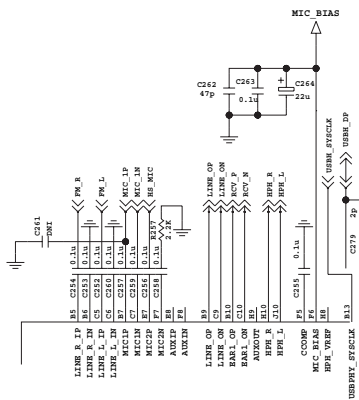 MIC_BIAS
+
C262
47p
C263
0.1u
C264
22u
USBH_SYSCLK
USBH_DP
FM_R
FM_L
MIC_1P
MIC_1N
HS_MIC
LINE_OP
LINE_ON
RCV_P
RCV_N
HPH_R
HPH_L
C261
DNI
R257
2.2K
2p
C279
0.1u
0.1u
0.1u
0.1u
0.1u
0.1u
0.1u
0.1u
C254
C253
C252
C260
C257
C259
C256
C258
0.1u
C255
B5
B6
C5
C6
B7
C7
E7
F7
E8
F8
B9
C9
B10
C10
H9
H10
J10
F5
F6
H8
B13
LINE_R_IP
LINE_R_IN
LINE_L_IP
LINE_L_IN
MIC1P
MIC1N
MIC2P
MIC2N
AUXIP
AUXIN
LINE_OP
LINE_ON
EAR1_OP
EAR1_ON
AUXOUT
HPH_R
HPH_L
CCOMP
MIC_BIAS
HPH_VREF
USBPHY_SYSCLK